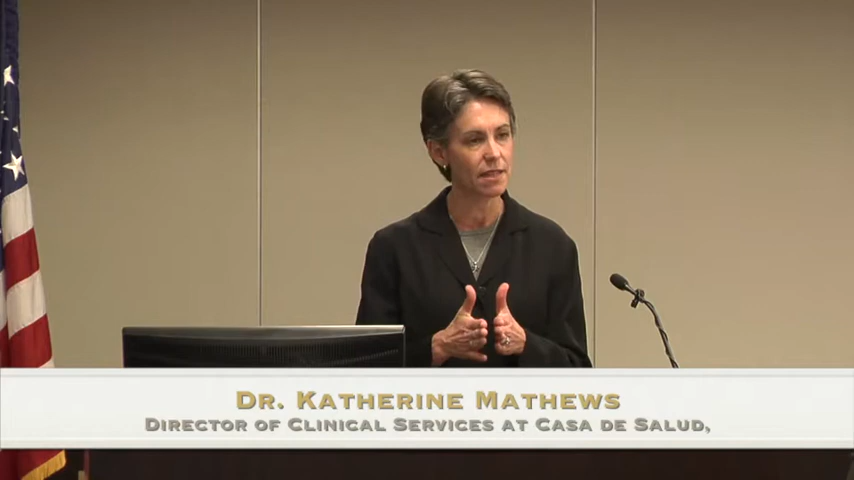 Dr. Katherine Mathews
Director of Clinical Services at Casa de Salud,